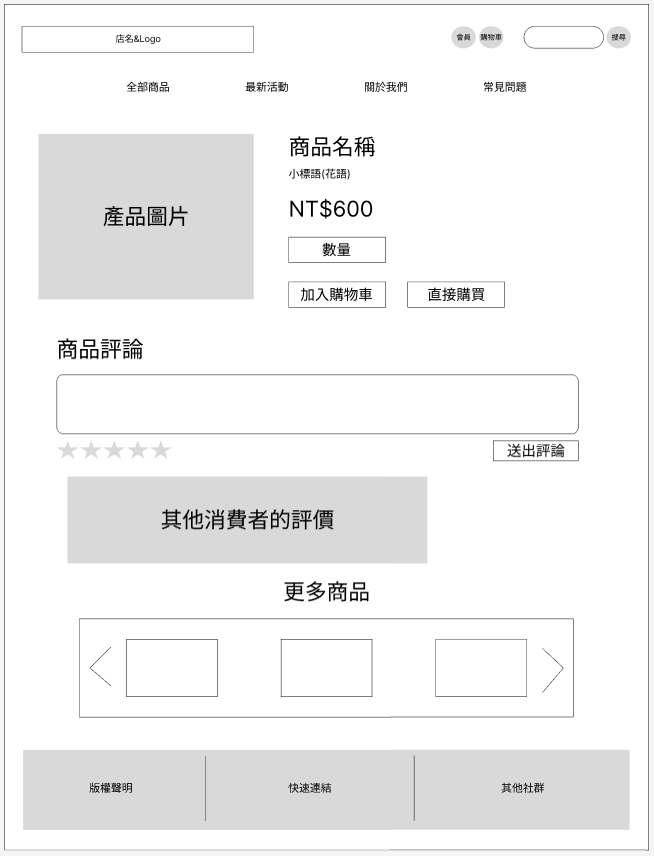 店名&Logo
會員
購物車
搜尋
全部商品
最新活動
關於我們
常見問題
產品圖片
商品名稱
小標語(花語)
NT$600
數量
加入購物車
直接購買
商品評論
送出評論
其他消費者的評價
更多商品
版權聲明
快速連結
其他社群